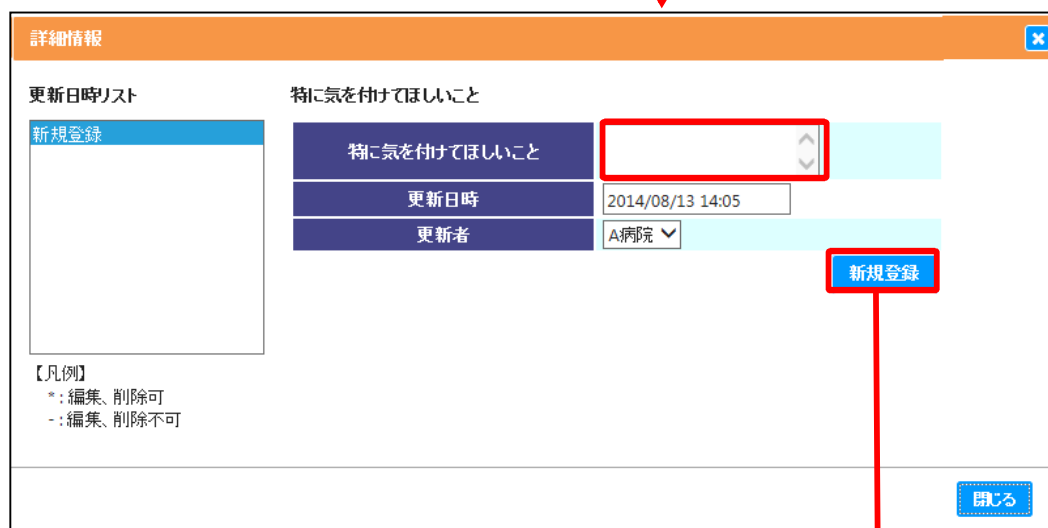 詳細情報
更新日時リスト
新規登録
【凡例】
*:編集、削除可
-:編集、削除不可
特に気を付けてほしいこと
特に気を付けてほしいこと
更新日時 2014/08/13 14:05
更新者 A病院
新規登録
閉じる